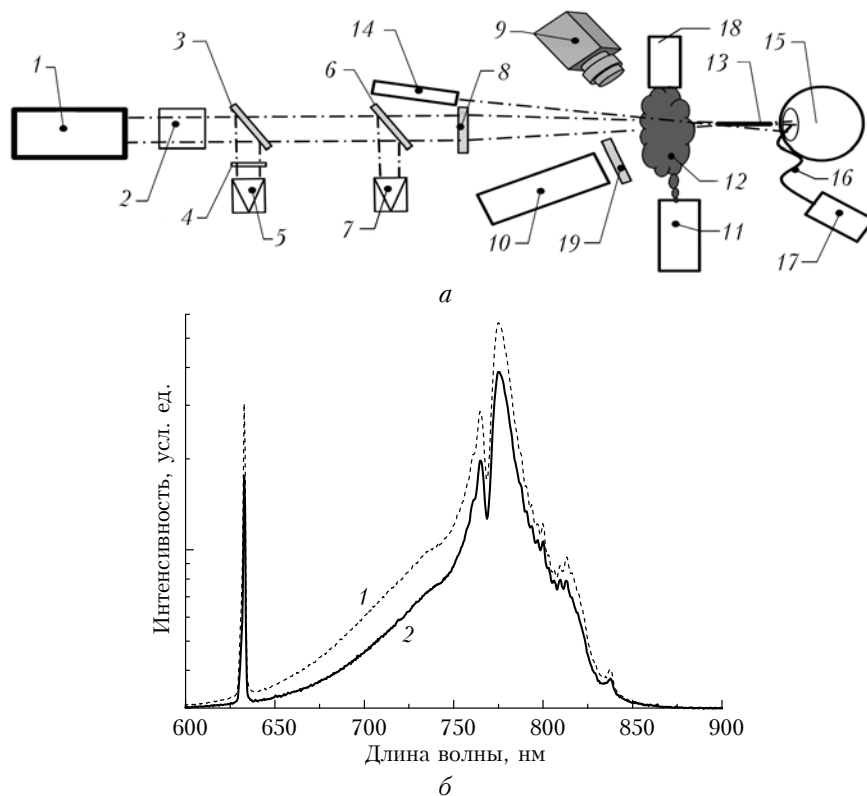 14 9 18 15
3 6 8 13
1
2 4 5 7 10 19 12 11 16 17
а
Интенсивность, усл. ед.
1
2
600 650 700 750 800 850 900
Длина волны, нм
б